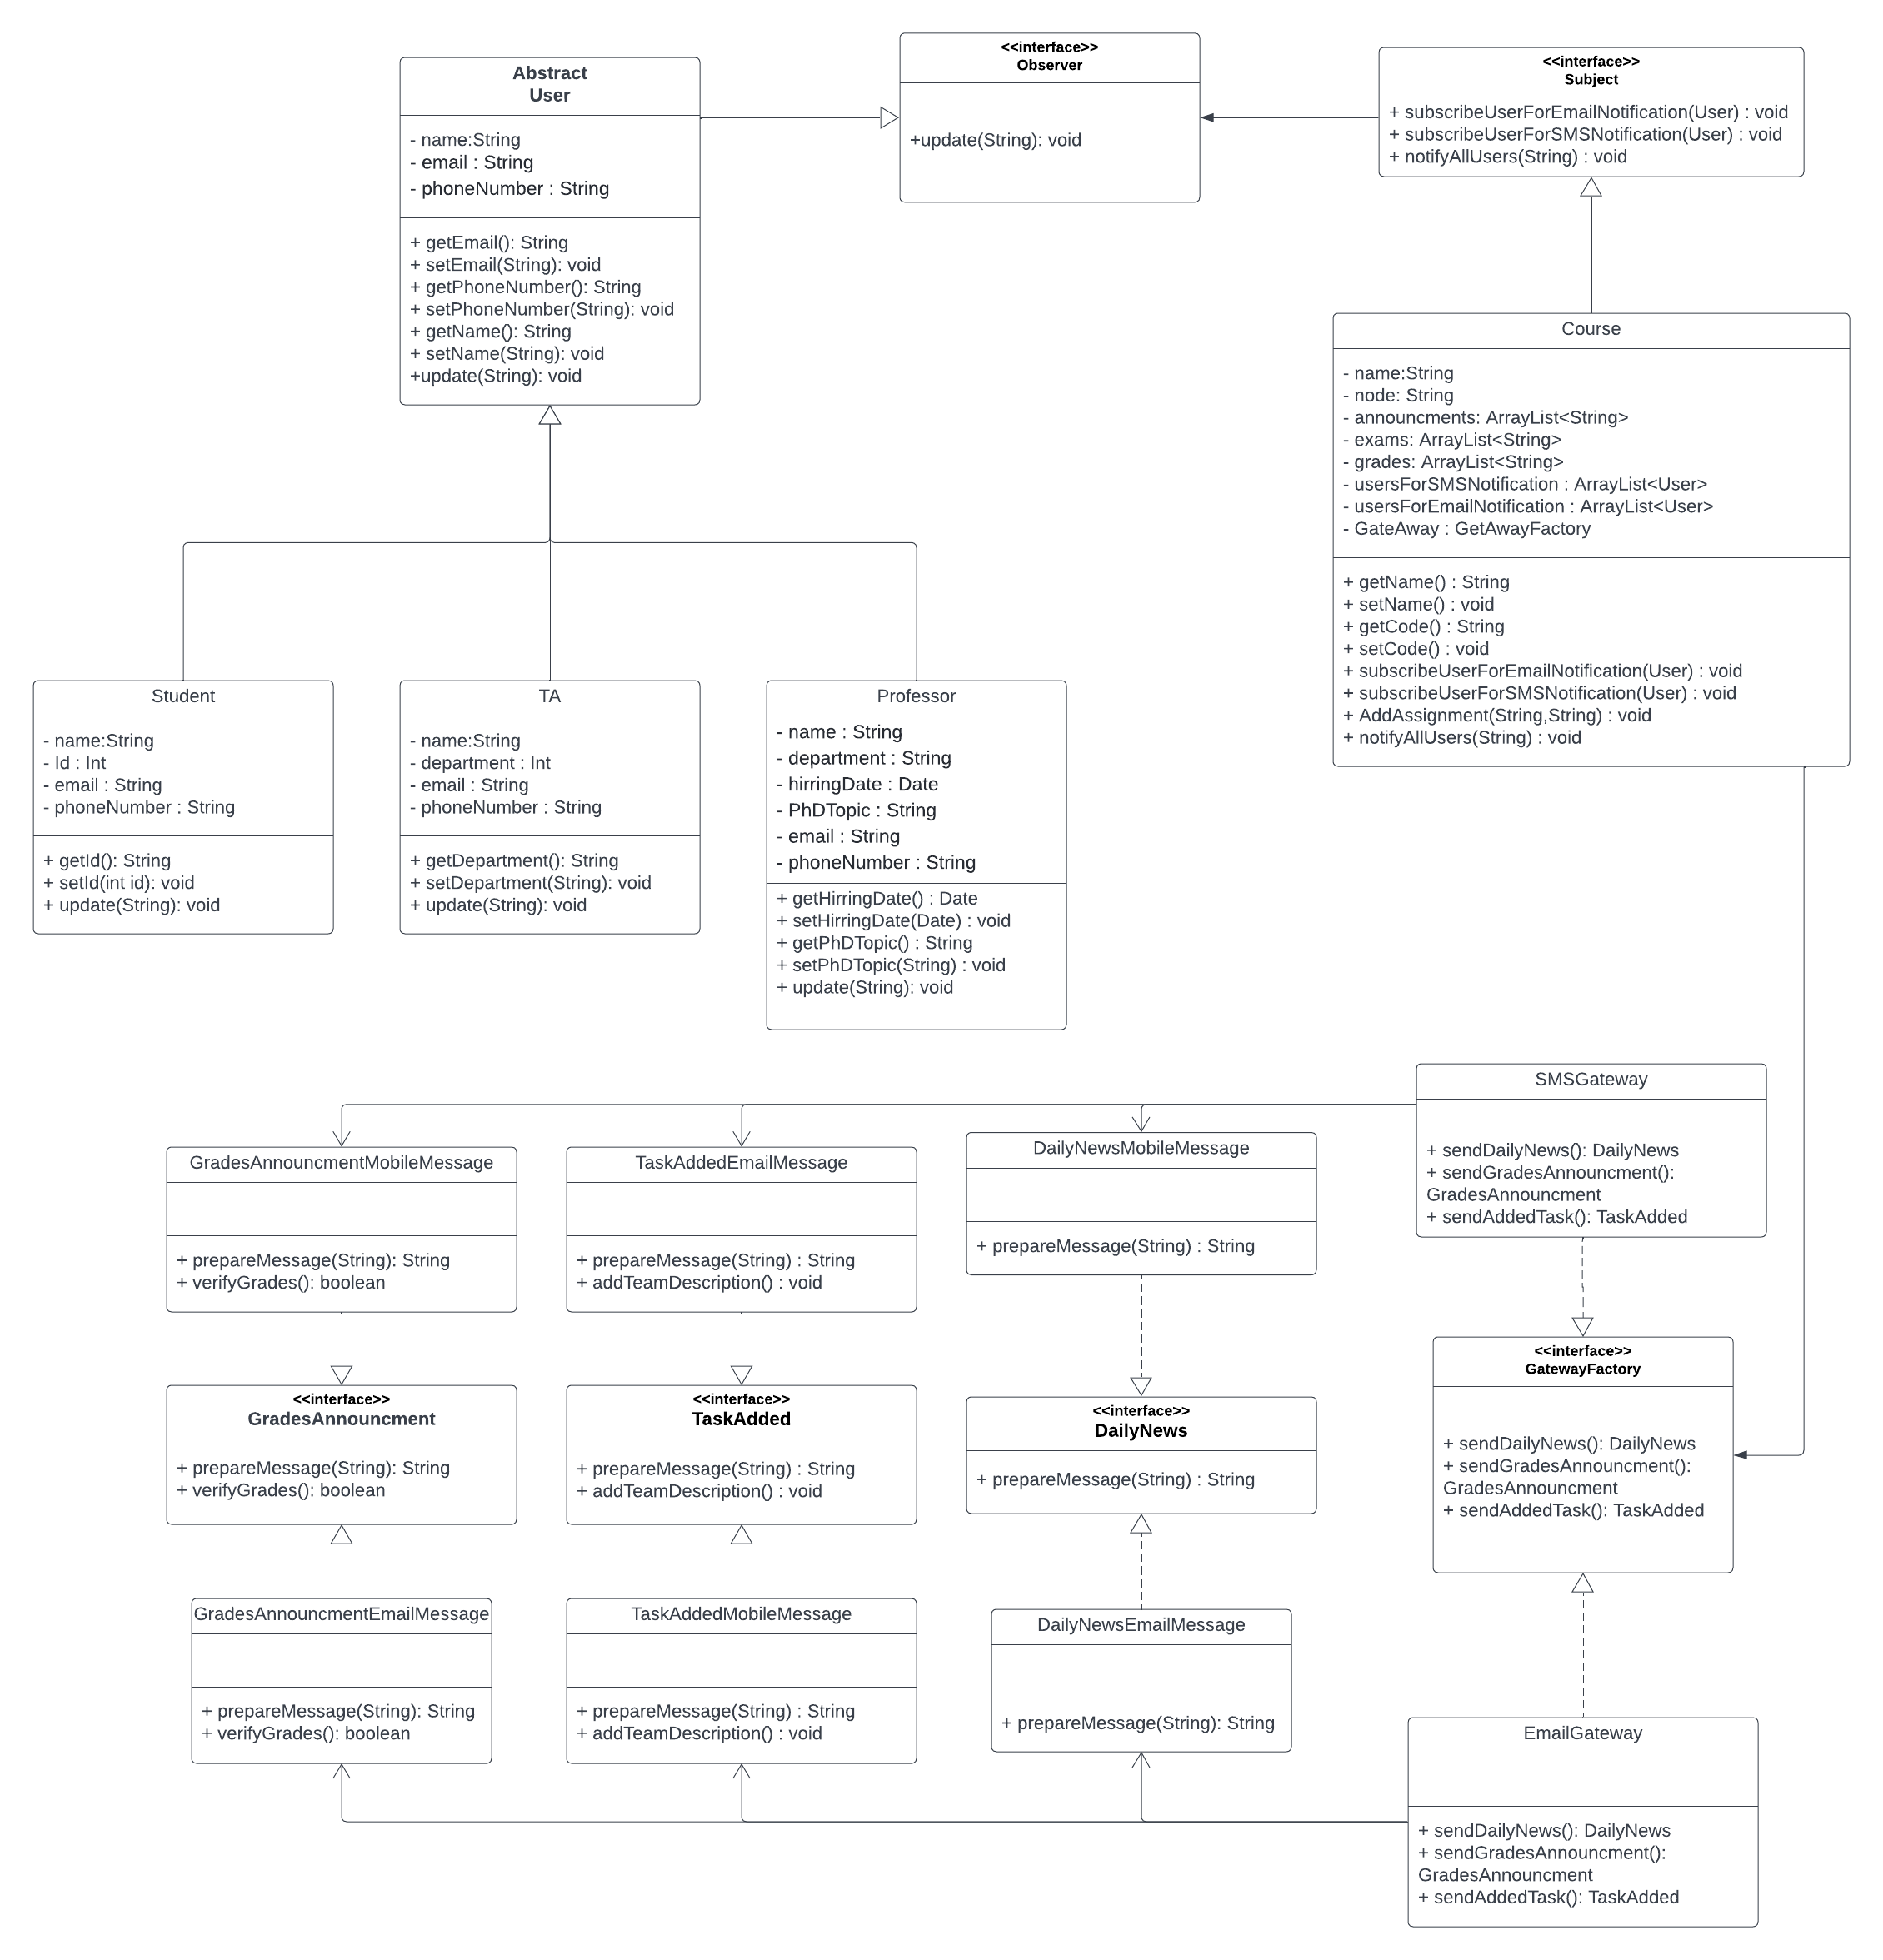 Abstract
User
- name:String
- email : String
- phoneNumber : String
+ getEmail(): String
+ setEmail(String): void
+ getPhoneNumber(): String
+ setPhoneNumber(String): void
+ getName(): String
+ setName(String): void
+update(String): void
<<interface>>
Observer
+update(String): void
<<interface>>
Subject
+ subscribeUserForEmailNotification(User) : void
+ subscribeUserForSMSNotification(User) : void
+ notifyAllUsers(String) : void
Course
- name:String
- node: String
- announcments: ArrayList<String>
- exams: ArrayList<String>
- grades: ArrayList<String>
- usersForSMSNotification : ArrayList<User>
- usersForEmailNotification : ArrayList<User>
- GateAway : GetAwayFactory
+ getName() : String
+ setName() : void
+ getCode() : String
+ setCode() : void
+ subscribeUserForEmailNotification(User) : void
+ subscribeUserForSMSNotification(User) : void
+ AddAssignment(String,String) : void
+ notifyAllUsers(String) : void
Student
- name:String
- Id : Int
- email : String
- phoneNumber : String
+ getId(): String
+ setId(int id): void
+ update(String): void
TA
- name:String
- department : Int
- email : String
- phoneNumber : String
+ getDepartment(): String
+ setDepartment(String): void
+ update(String): void
Professor
- name : String
- department : String
- hirringDate : Date
- PhDTopic : String
- email : String
- phoneNumber : String
+ getHirringDate() : Date
+ setHirringDate(Date) : void
+ getPhDTopic() : String
+ setPhDTopic(String) : void
+ update(String): void
SMSGateway
+ sendDailyNews(): DailyNews
+ sendGradesAnnouncment():
GradesAnnouncment
+ sendAddedTask(): TaskAdded
GradesAnnouncmentMobileMessage
+ prepareMessage(String): String
+ verifyGrades(): boolean
TaskAddedEmailMessage
+ prepareMessage(String) : String
+ addTeamDescription() : void
DailyNewsMobileMessage
+ prepareMessage(String) : String
<<interface>>
GradesAnnouncment
+ prepareMessage(String): String
+ verifyGrades(): boolean
<<interface>>
TaskAdded
+ prepareMessage(String) : String
+ addTeamDescription() : void
<<interface>>
DailyNews
+ prepareMessage(String) : String
<<interface>>
GatewayFactory
+ sendDailyNews(): DailyNews
+ sendGradesAnnouncment():
GradesAnnouncment
+ sendAddedTask(): TaskAdded
GradesAnnouncmentEmailMessage
+ prepareMessage(String): String
+ verifyGrades(): boolean
TaskAddedMobileMessage
+ prepareMessage(String) : String
+ addTeamDescription() : void
DailyNewsEmailMessage
+ prepareMessage(String): String
EmailGateway
+ sendDailyNews(): DailyNews
+ sendGradesAnnouncment():
GradesAnnouncment
+ sendAddedTask(): TaskAdded